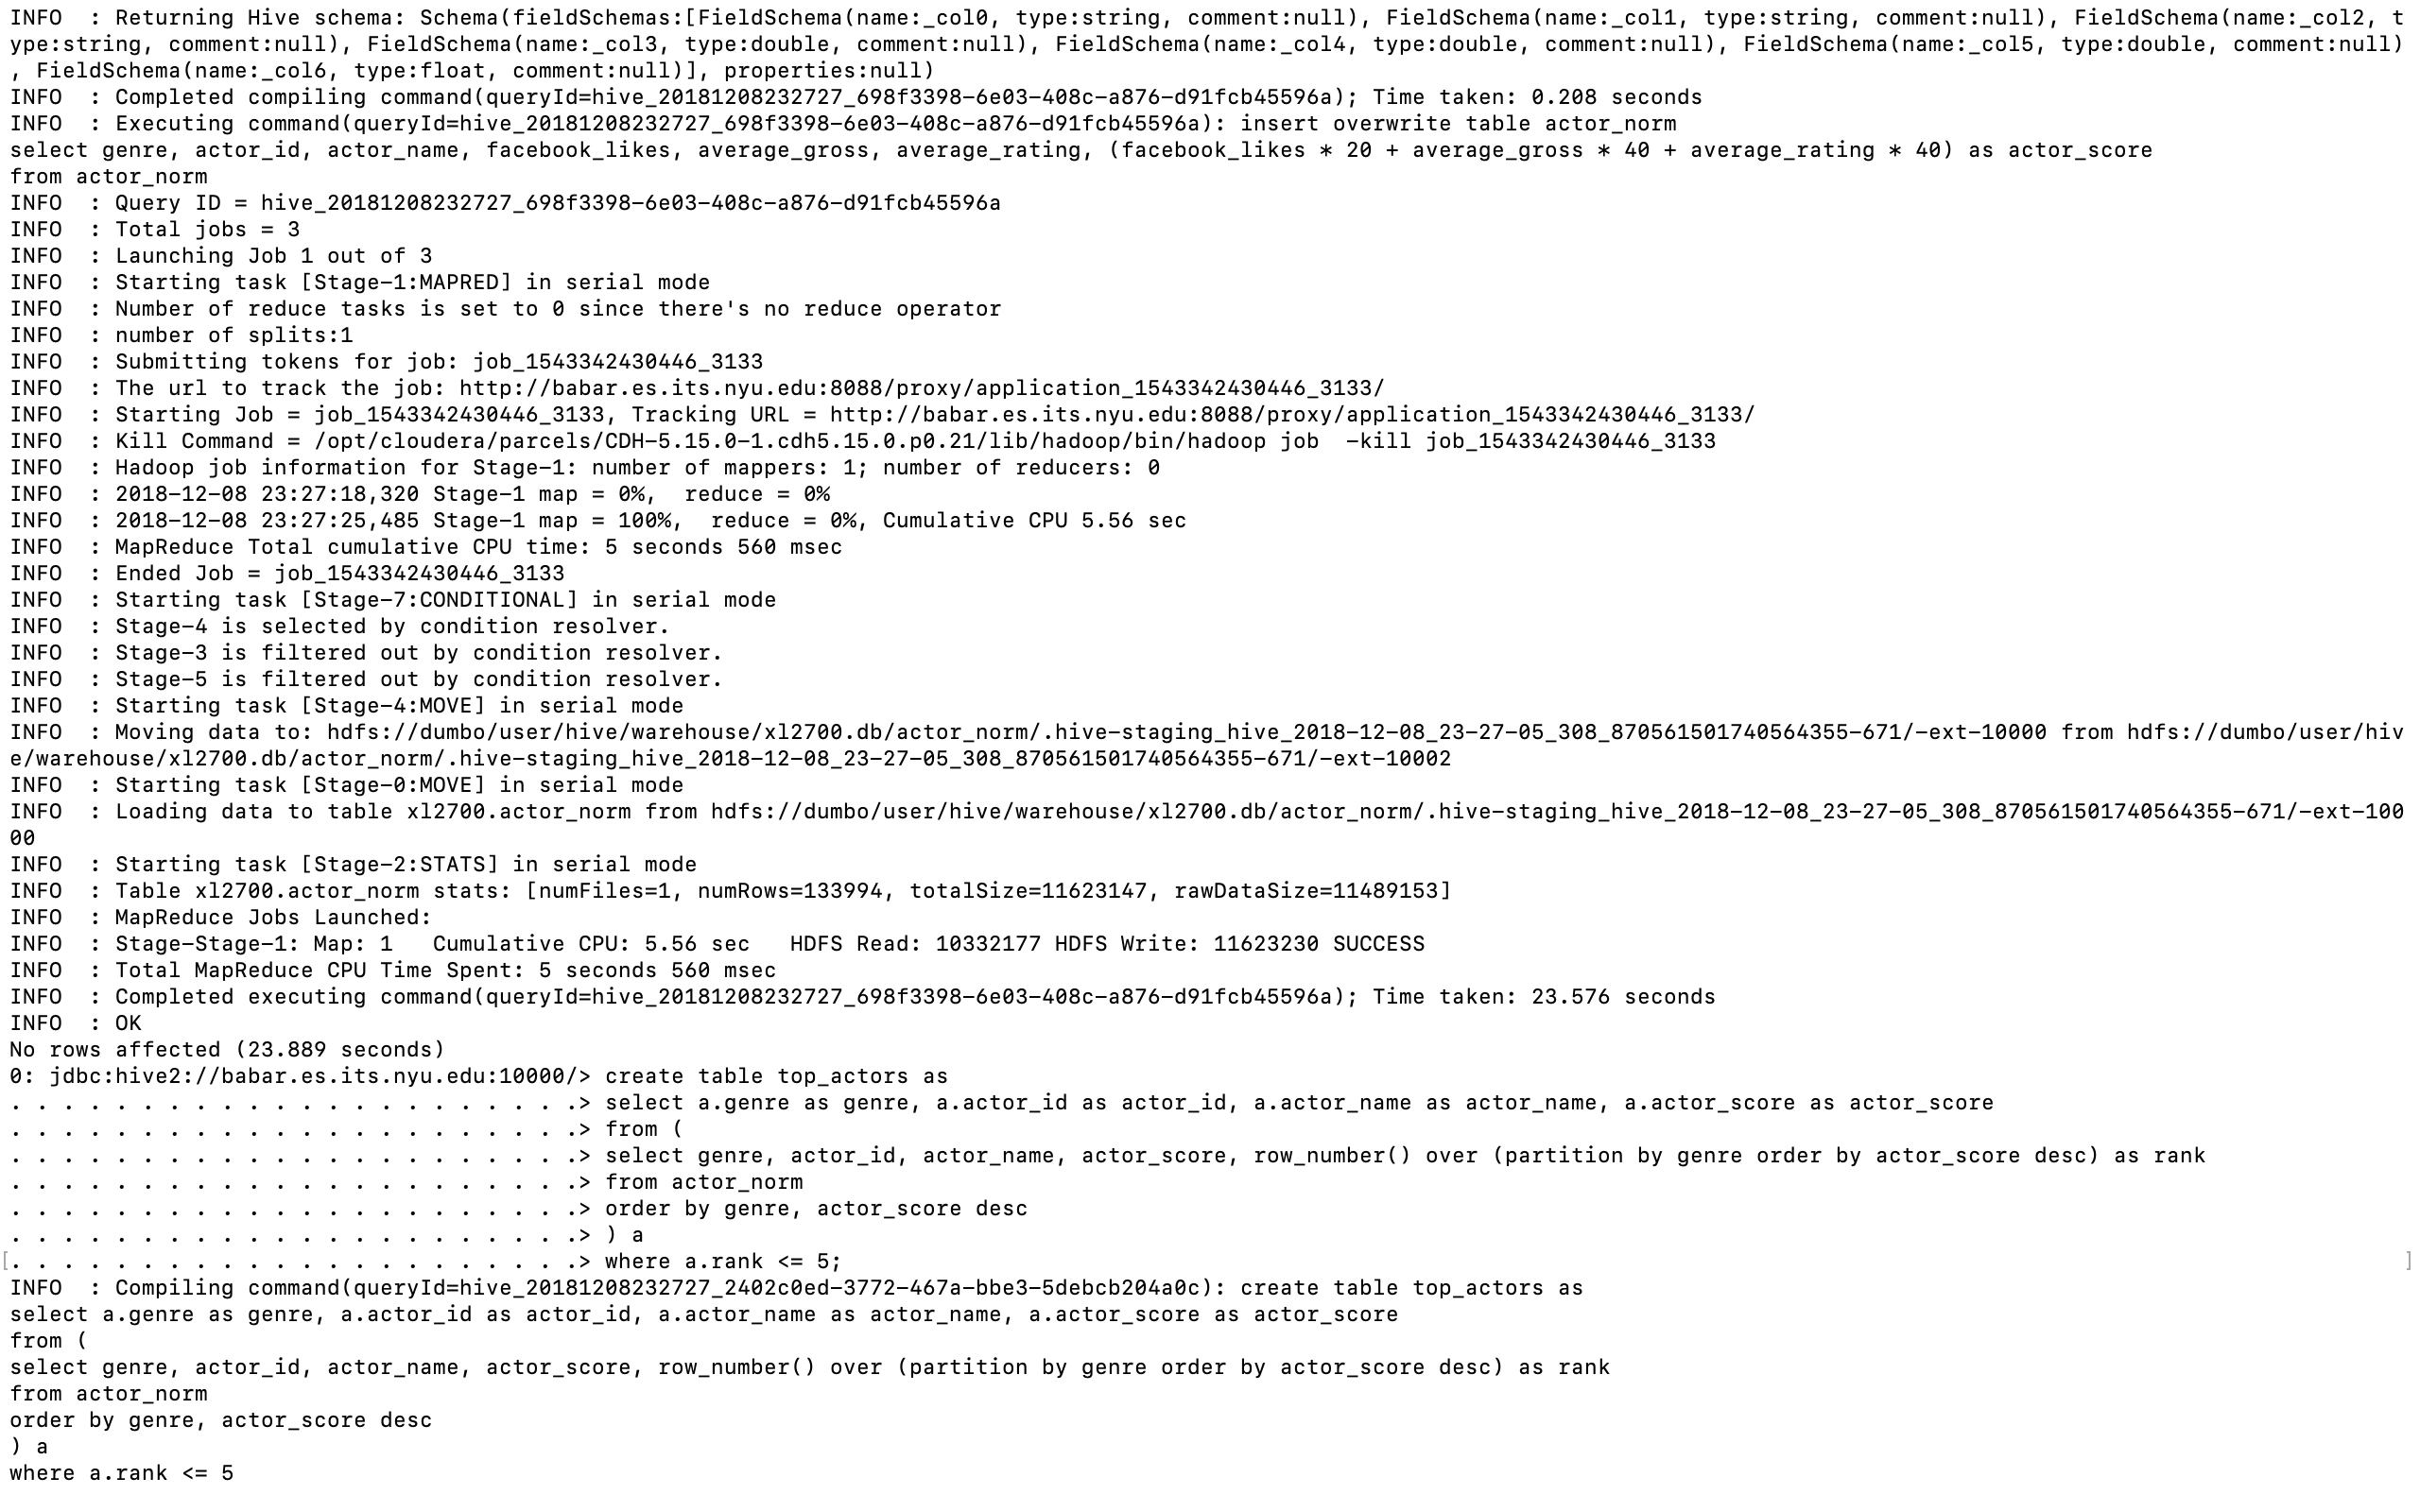 INFO  : Returning Hive schema: Schema(fieldSchemas:[FieldSchema(name:_col0, type:string, comment:null), FieldSchema(name:_col1, type:string, comment:null), FieldSchema(name:_col2, t
ype:string, comment:null), FieldSchema(name:_col3, type:double, comment:null), FieldSchema(name:_col4, type:double, comment:null), FieldSchema(name:_col5, type:double, comment:null)
, FieldSchema(name:_col6, type:float, comment:null)], properties:null)
INFO  : Completed compiling command(queryId=hive_20181208232727_698f3398-6e03-408c-a876-d91fcb45596a); Time taken: 0.208 seconds
INFO  : Executing command(queryId=hive_20181208232727_698f3398-6e03-408c-a876-d91fcb45596a): insert overwrite table actor_norm
select genre, actor_id, actor_name, facebook_likes, average_gross, average_rating, (facebook_likes * 20 + average_gross * 40 + average_rating * 40) as actor_score
from actor_norm
INFO  : Query ID = hive_20181208232727_698f3398-6e03-408c-a876-d91fcb45596a
INFO  : Total jobs = 3
INFO  : Launching Job 1 out of 3
INFO  : Starting task [Stage-1:MAPRED] in serial mode
INFO  : Number of reduce tasks is set to 0 since there's no reduce operator
INFO  : number of splits:1
INFO  : Submitting tokens for job: job_1543342430446_3133
INFO  : The url to track the job: http://babar.es.its.nyu.edu:8088/proxy/application_1543342430446_3133/
INFO  : Starting Job = job_1543342430446_3133, Tracking URL = http://babar.es.its.nyu.edu:8088/proxy/application_1543342430446_3133/
INFO  : Kill Command = /opt/cloudera/parcels/CDH-5.15.0-1.cdh5.15.0.p0.21/lib/hadoop/bin/hadoop job  -kill job_1543342430446_3133
INFO  : Hadoop job information for Stage-1: number of mappers: 1; number of reducers: 0
INFO  : 2018-12-08 23:27:18,320 Stage-1 map = 0%,  reduce = 0%
INFO  : 2018-12-08 23:27:25,485 Stage-1 map = 100%,  reduce = 0%, Cumulative CPU 5.56 sec
INFO  : MapReduce Total cumulative CPU time: 5 seconds 560 msec
INFO  : Ended Job = job_1543342430446_3133
INFO  : Starting task [Stage-7:CONDITIONAL] in serial mode
INFO  : Stage-4 is selected by condition resolver.
INFO  : Stage-3 is filtered out by condition resolver.
INFO  : Stage-5 is filtered out by condition resolver.
INFO  : Starting task [Stage-4:MOVE] in serial mode
INFO  : Moving data to: hdfs://dumbo/user/hive/warehouse/xl2700.db/actor_norm/.hive-staging_hive_2018-12-08_23-27-05_308_870561501740564355-671/-ext-10000 from hdfs://dumbo/user/hiv
e/warehouse/xl2700.db/actor_norm/.hive-staging_hive_2018-12-08_23-27-05_308_870561501740564355-671/-ext-10002
INFO  : Starting task [Stage-0:MOVE] in serial mode
INFO  : Loading data to table xl2700.actor_norm from hdfs://dumbo/user/hive/warehouse/xl2700.db/actor_norm/.hive-staging_hive_2018-12-08_23-27-05_308_870561501740564355-671/-ext-100
00
INFO  : Starting task [Stage-2:STATS] in serial mode
INFO  : Table xl2700.actor_norm stats: [numFiles=1, numRows=133994, totalSize=11623147, rawDataSize=11489153]
INFO  : MapReduce Jobs Launched:
INFO  : Stage-Stage-1: Map: 1   Cumulative CPU: 5.56 sec   HDFS Read: 10332177 HDFS Write: 11623230 SUCCESS
INFO  : Total MapReduce CPU Time Spent: 5 seconds 560 msec
INFO  : Completed executing command(queryId=hive_20181208232727_698f3398-6e03-408c-a876-d91fcb45596a); Time taken: 23.576 seconds
INFO  : OK
No rows affected (23.889 seconds)
0: jdbc:hive2://babar.es.its.nyu.edu:10000/> create table top_actors as
. . . . . . . . . . . . . . . . . . . . . .> select a.genre as genre, a.actor_id as actor_id, a.actor_name as actor_name, a.actor_score as actor_score
. . . . . . . . . . . . . . . . . . . . . .> from (
. . . . . . . . . . . . . . . . . . . . . .> select genre, actor_id, actor_name, actor_score, row_number() over (partition by genre order by actor_score desc) as rank
. . . . . . . . . . . . . . . . . . . . . .> from actor_norm
. . . . . . . . . . . . . . . . . . . . . .> order by genre, actor_score desc
. . . . . . . . . . . . . . . . . . . . . .> ) a
[. . . . . . . . . . . . . . . . . . . . . .> where a.rank <= 5; ]
INFO  : Compiling command(queryId=hive_20181208232727_2402c0ed-3772-467a-bbe3-5debcb204a0c): create table top_actors as
select a.genre as genre, a.actor_id as actor_id, a.actor_name as actor_name, a.actor_score as actor_score
from (
select genre, actor_id, actor_name, actor_score, row_number() over (partition by genre order by actor_score desc) as rank
from actor_norm
order by genre, actor_score desc
) a
where a.rank <= 5